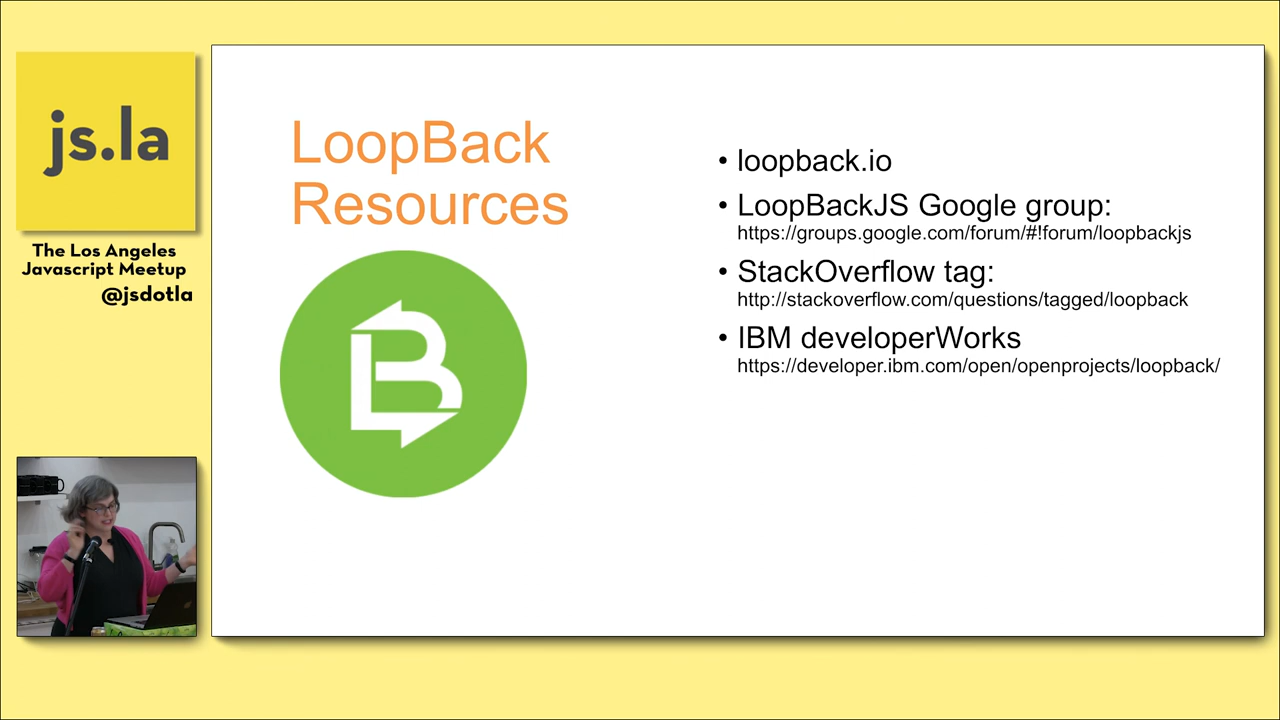 js.la
The Los Angeles
Javascript Meetup
@jsdotla
LoopBack
Resources
• loopback.io
• LoopBackJS Google group:
https://groups.google.com/forum/#!forum/loopbackjs
• StackOverflow tag:
http://stackoverflow.com/questions/tagged/loopback
• IBM developerWorks
https://developer.ibm.com/open/openprojects/loopback/